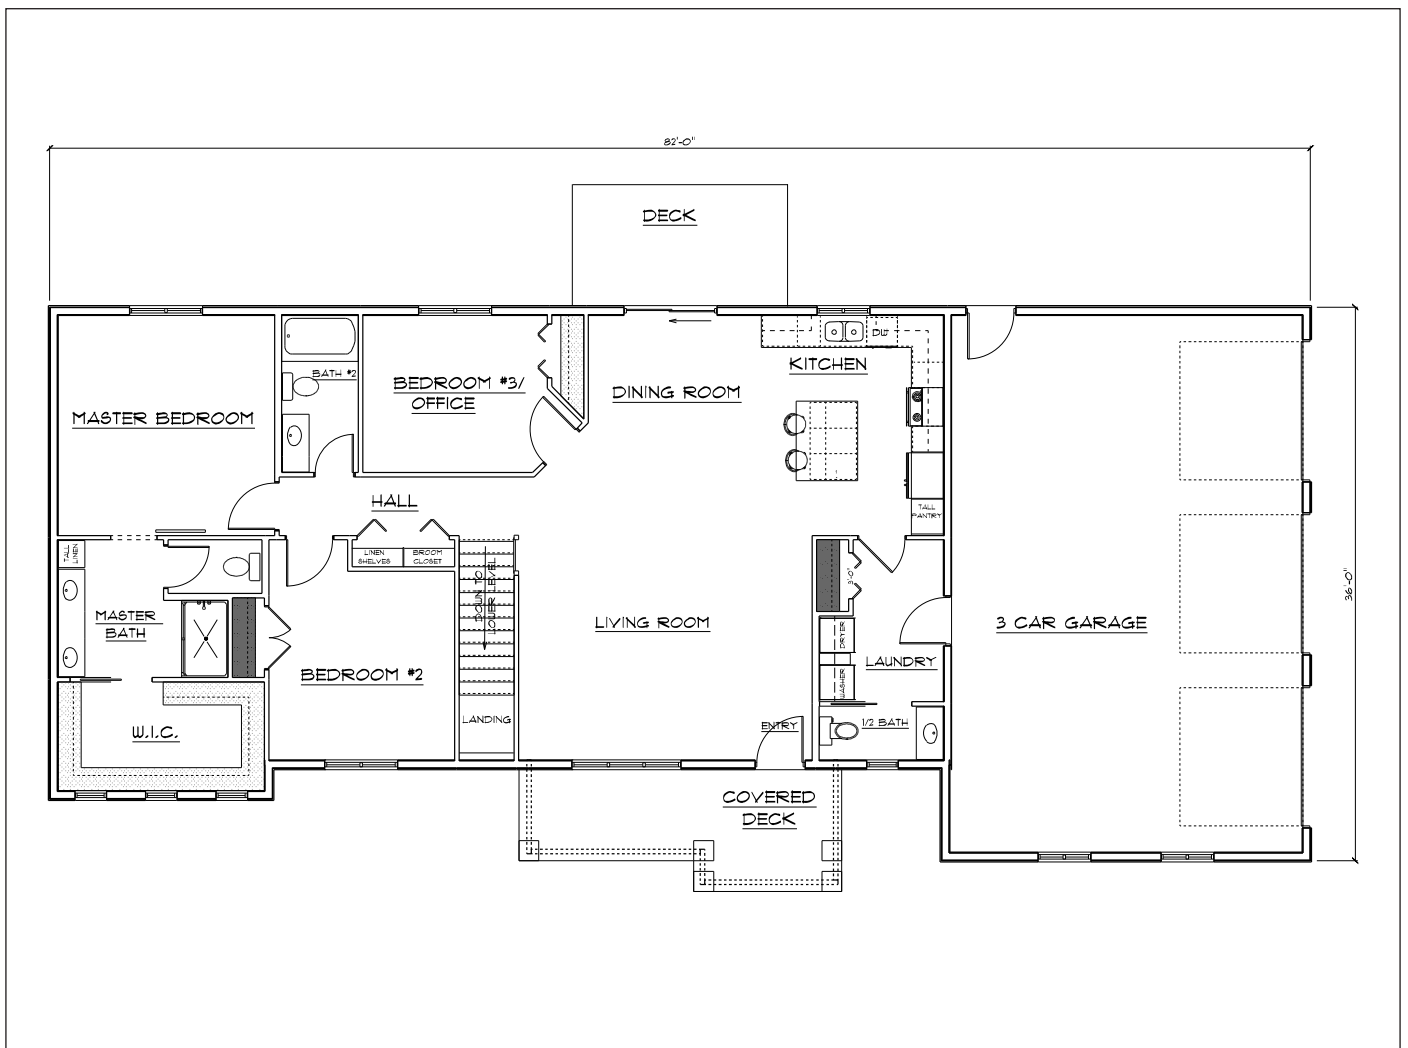 82'-0"
DECK
KITCHEN
DW
BATH #2
BEDROOM #3/
OFFICE
DINING ROOM
MASTER BEDROOM
HALL
TALL
PANTRY
TALL
LINEN
LINEN
SHELVES
BROOM
CLOSET
DOWN TO
LOWER LEVEL
3'-0"
36'-0"
MASTER
BATH
LIVING ROOM
DRYER
3 CAR GARAGE
LAUNDRY
BEDROOM #2
WASHER
LANDING
ENTRY
1/2 BATH
W.I.C.
COVERED
DECK